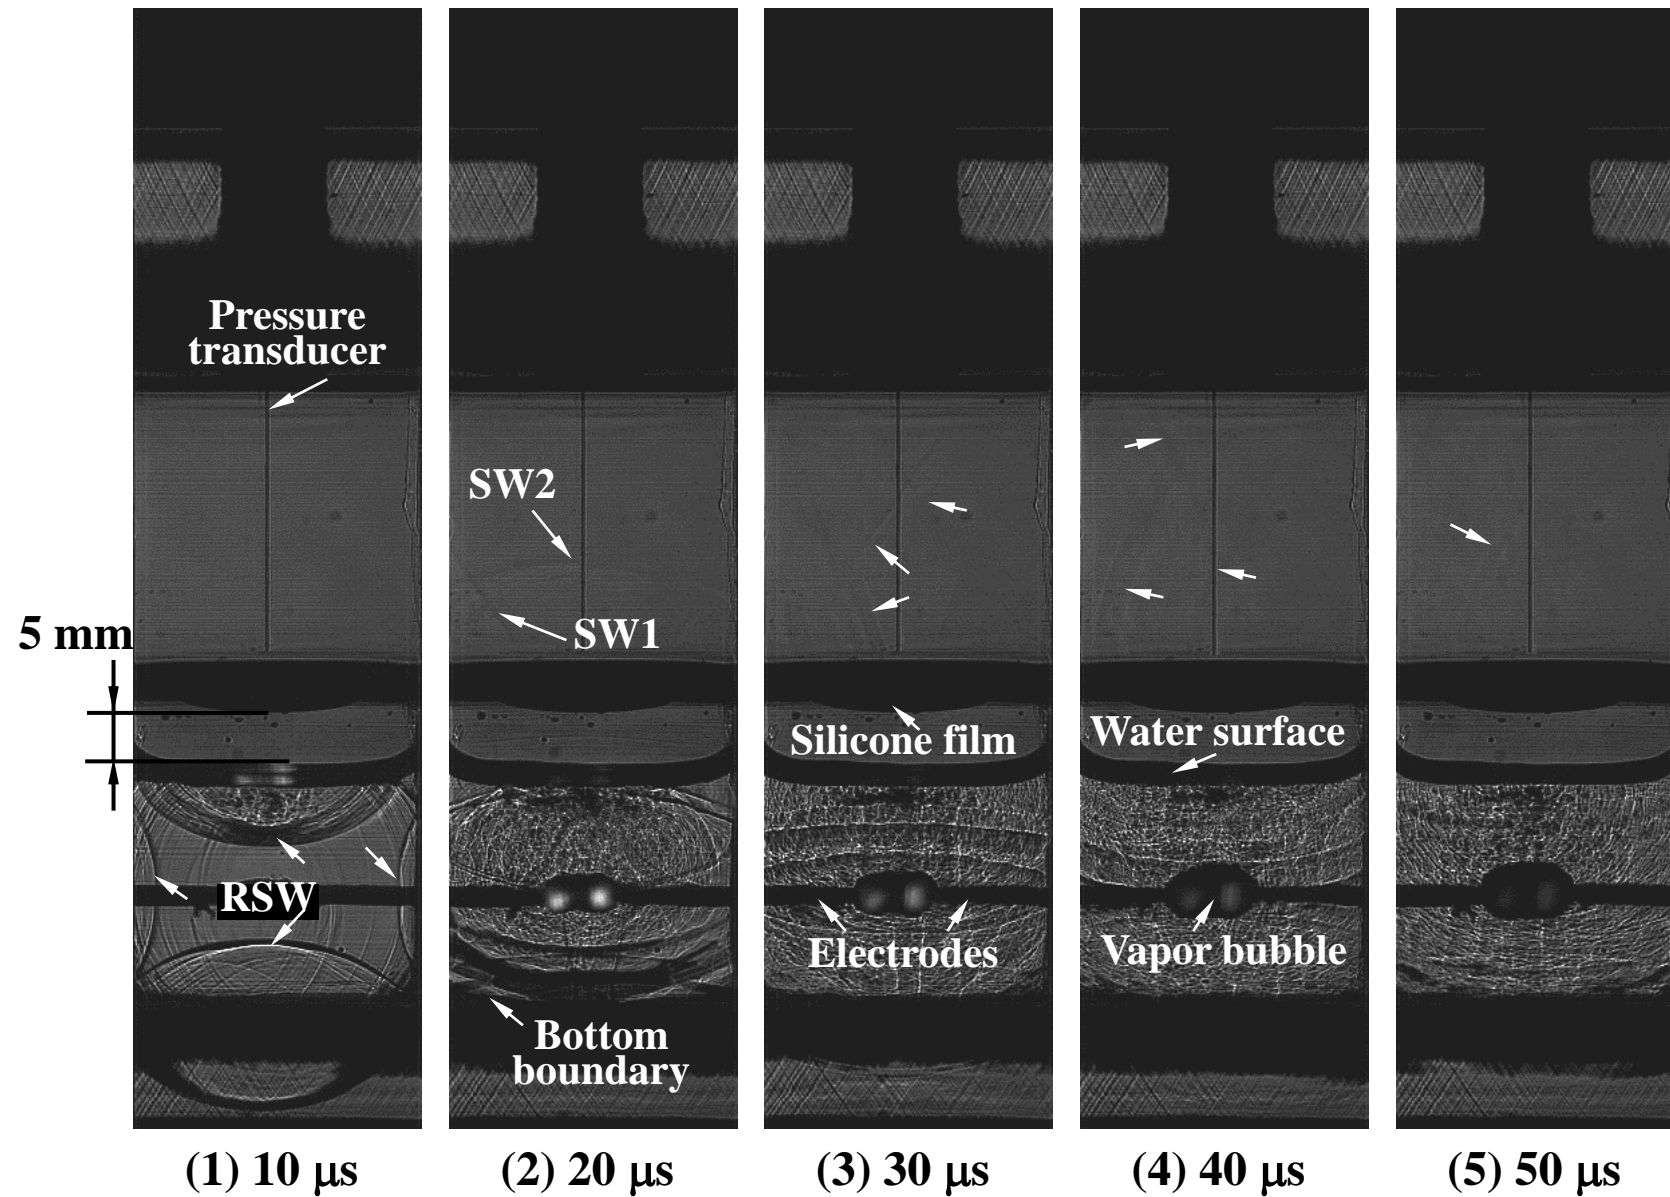 Pressure
transducer
SW2
5 mm
SW1
Silicone film
Water surface
RSW
Electrodes
Vapor bubble
Bottom
boundary
(1) 10 μs
(2) 20 μs
(3) 30 μs
(4) 40 μs
(5) 50 μs